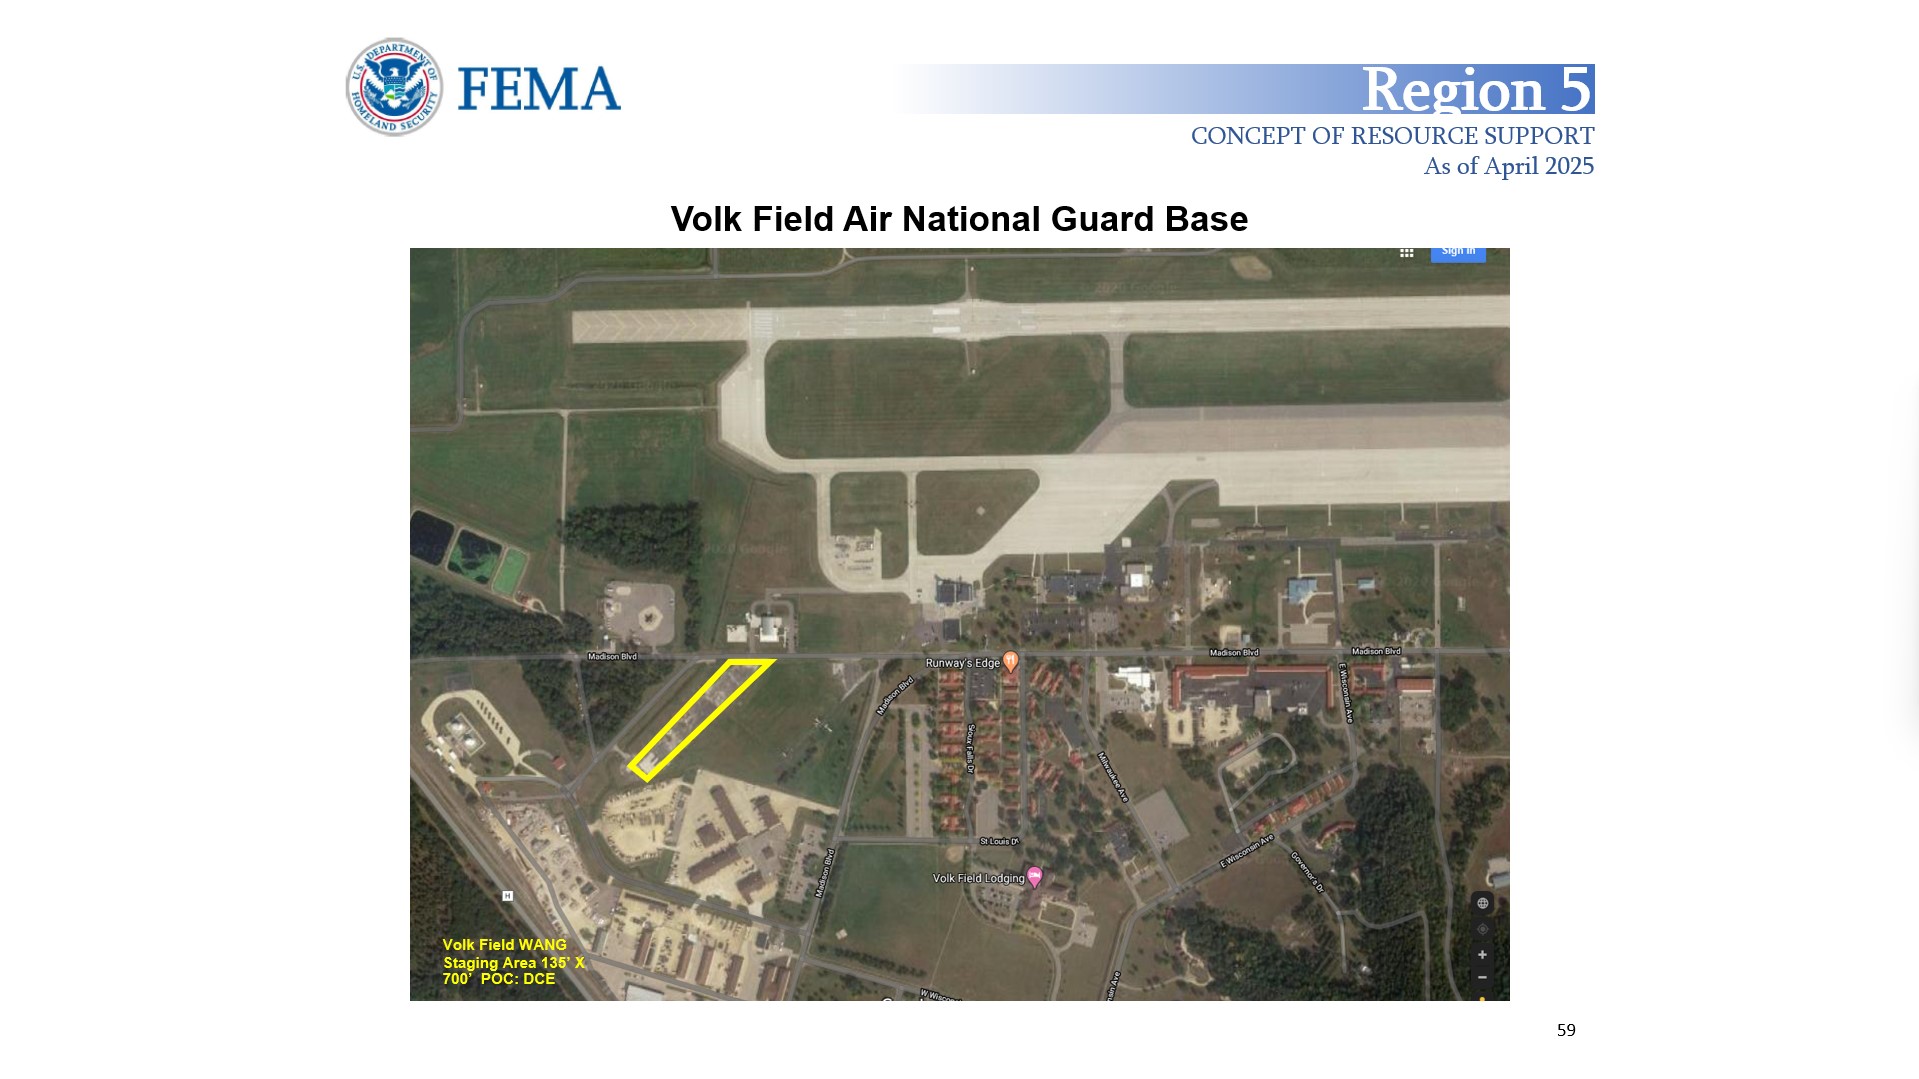 U.S. DEPARTMENT OF
HOMELAND SECURITY
FEMA
Region 5
CONCEPT OF RESOURCE SUPPORT
As of April 2025
Volk Field Air National Guard Base
Sign in
Madison Blvd
Runway's Edge
Madison Blvd
Madison Blvd
Madison Blvd
E Wisconsin Ave
Sioux Falls Dr
Milwaukee Ave
St Louis Dr
E Wisconsin Ave
Governor's Dr
Madison Blvd
Volk Field Lodging
H
Volk Field WANG
Staging Area 135' X
700'  POC: DCE
59